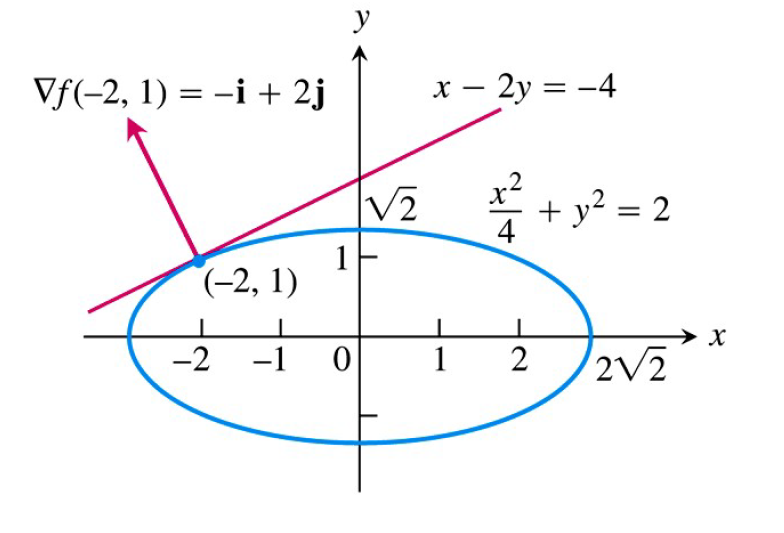 y
∇f(–2, 1) = –i + 2j
x – 2y = –4
√2
x²/4 + y² = 2
1
(–2, 1)
x
–2 –1 0 1 2 2√2